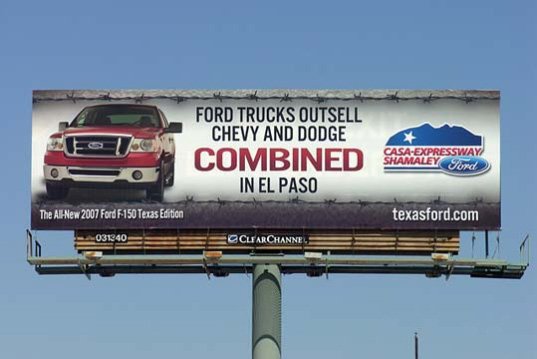 FORD TRUCKS OUTSELL
CHEVY AND DODGE
COMBINED
IN EL PASO
CASA-EXPRESSWAY
SHAMALEY Ford
The All-New 2007 Ford F-150 Texas Edition
texasford.com
031240
CLEARCHANNEL